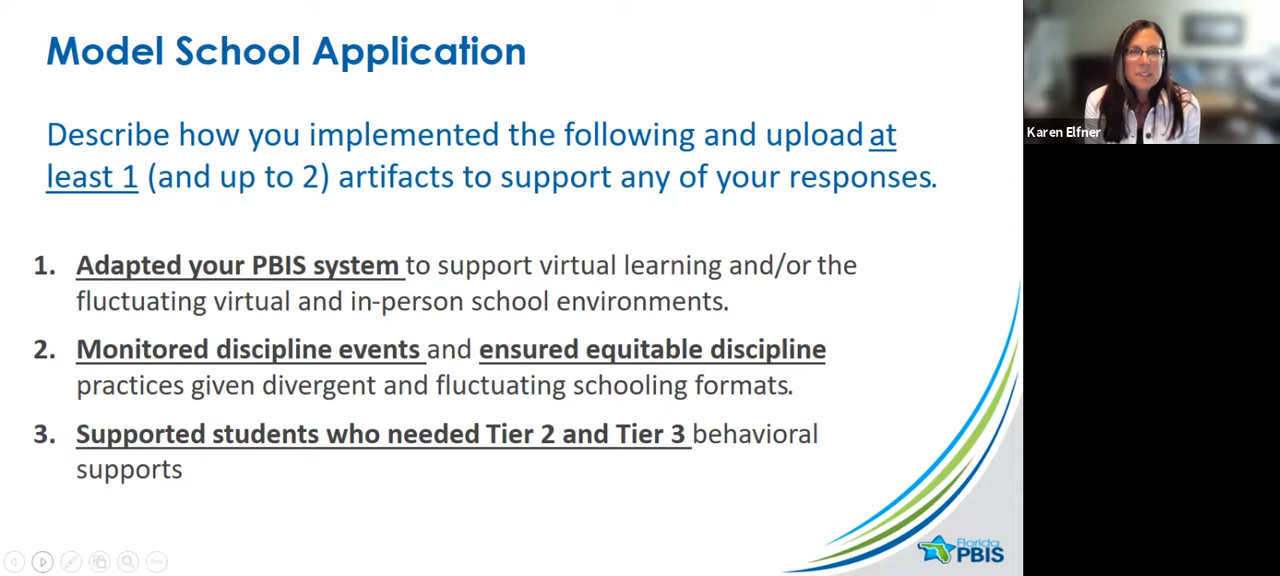 Model School Application
Describe how you implemented the following and upload at
least 1 (and up to 2) artifacts to support any of your responses.
1. Adapted your PBIS system to support virtual learning and/or the
fluctuating virtual and in-person school environments.
2. Monitored discipline events and ensured equitable discipline
practices given divergent and fluctuating schooling formats.
3. Supported students who needed Tier 2 and Tier 3 behavioral
supports
Karen Elfner
Florida
PBIS